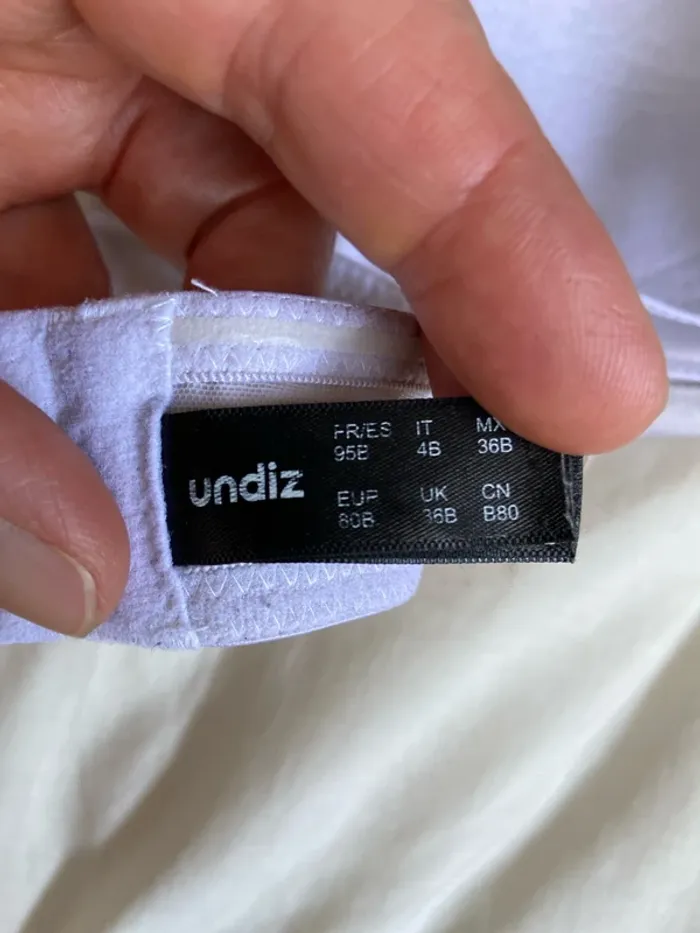 undiz
FR/ES IT MX
95B 4B 36B
EUR UK CN
80B 36B B80